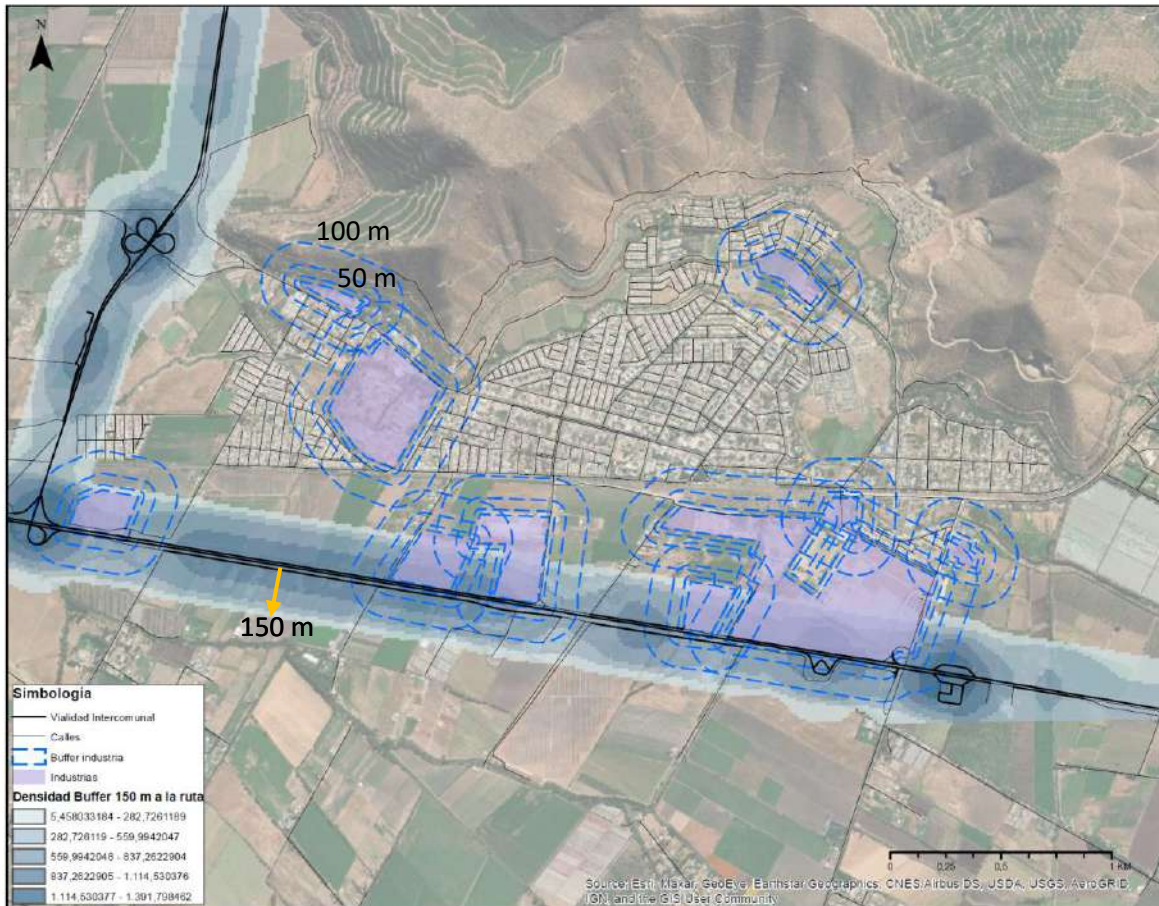 N
100 m
50 m
150 m
Simbología
Vialidad Intercomunal
Calles
Buffer industria
Industrias
Densidad Buffer 150 m a la ruta
5,458033184 - 282,7261189
282,726119 - 559,9942047
559,9942048 - 837,2622904
837,2622905 - 1.114,530376
1.114,530377 - 1.391,798462
0 0,25 0,5 1 KM
Source: Esri, Maxar, GeoEye, Earthstar Geographics, CNES/Airbus DS, USDA, USGS, AeroGRID,
IGN, and the GIS User Community